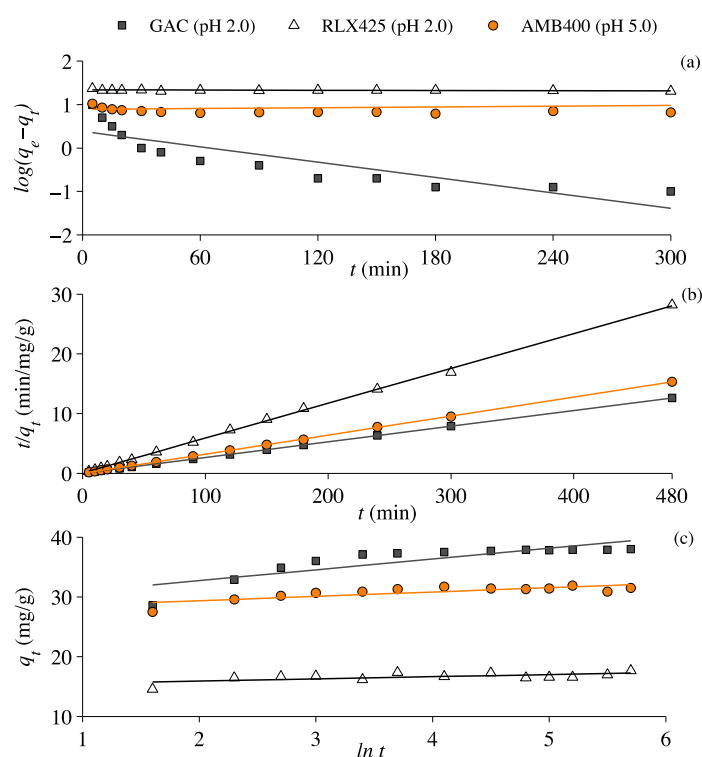 GAC (pH 2.0) RLX425 (pH 2.0) AMB400 (pH 5.0)
(a)
log(qe−qt)
2
1
0
−1
−2
0 60 120 180 240 300
t (min)
(b)
t/qt (min/mg/g)
30
20
10
0
0 100 200 300 400 480
t (min)
(c)
qt (mg/g)
40
30
20
10
1 2 3 4 5 6
ln t